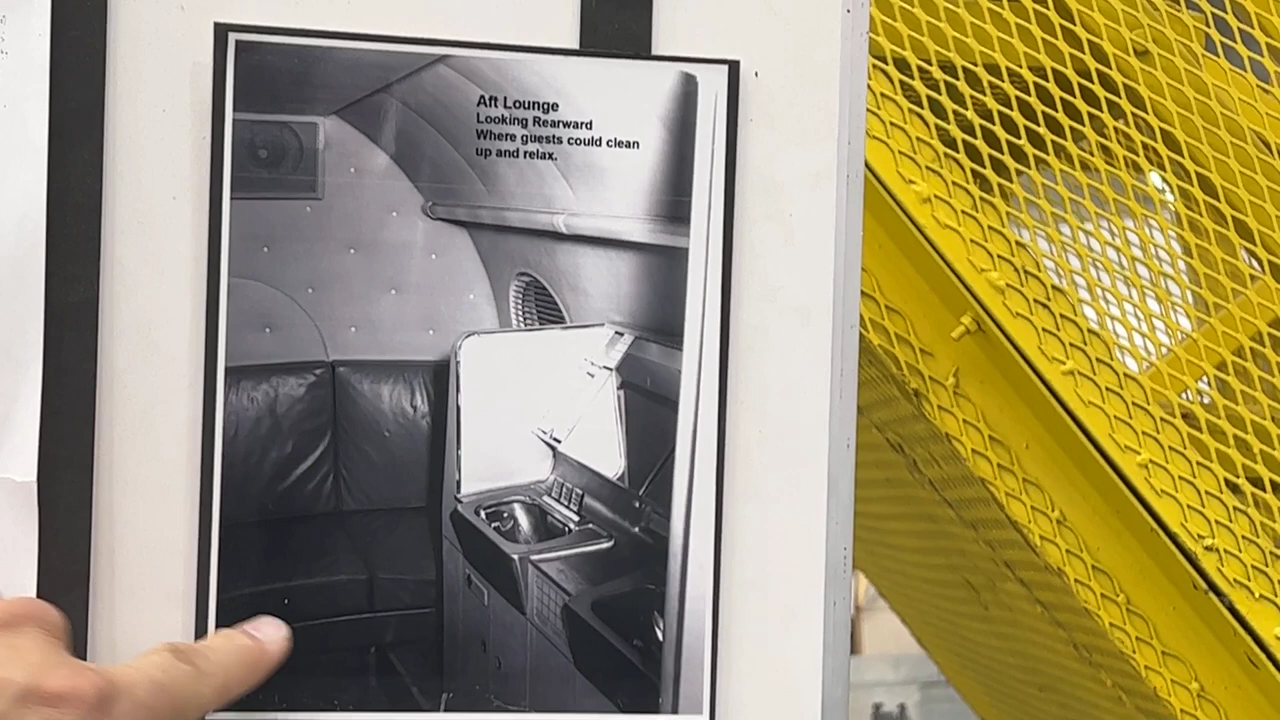 Aft Lounge
Looking Rearward
Where guests could clean
up and relax.